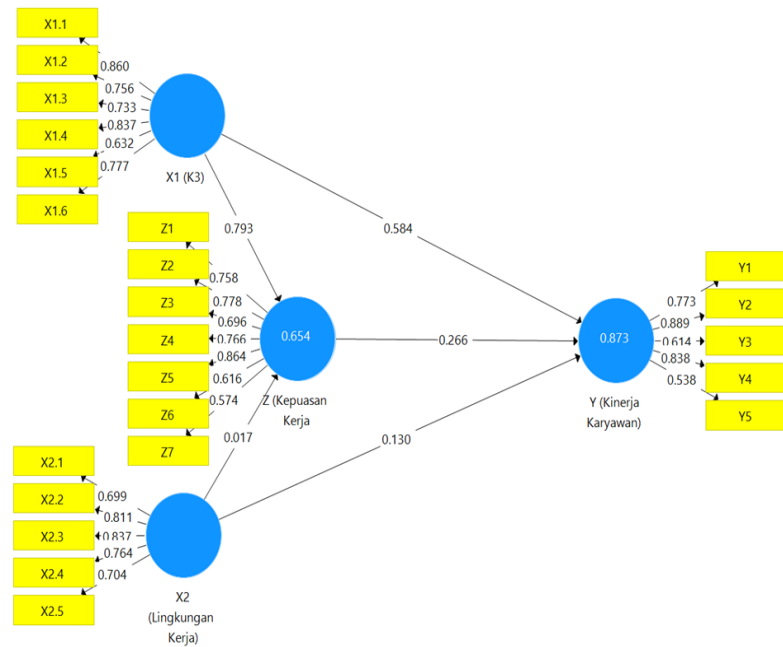 X1.1
X1.2
X1.3
X1.4
X1.5
X1.6
0.860
0.756
0.733
0.837
0.632
0.777
X1 (K3)
0.793
0.584
Z1
Z2
Z3
Z4
Z5
Z6
Z7
0.758
0.778
0.696
0.766
0.864
0.616
0.574
0.654
Z (Kepuasan
Kerja
0.266
0.017
0.130
Y1
Y2
Y3
Y4
Y5
0.773
0.889
0.614
0.838
0.538
0.873
Y (Kinerja
Karyawan)
X2.1
X2.2
X2.3
X2.4
X2.5
0.699
0.811
0.837
0.764
0.704
X2
(Lingkungan
Kerja)